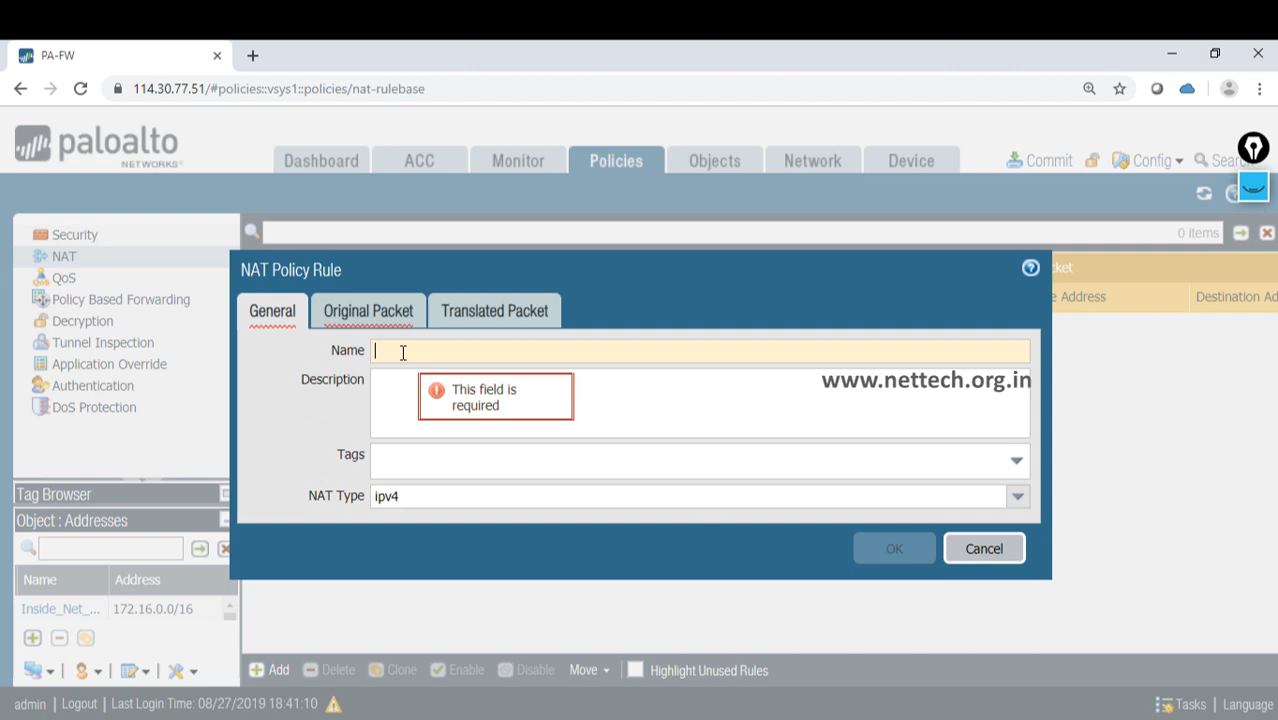 PA-FW
114.30.77.51/#policies::vsys1::policies/nat-rulebase
paloalto
NETWORKS
Dashboard
ACC
Monitor
Policies
Objects
Network
Device
Commit
Config
Search
Security
NAT
QoS
Policy Based Forwarding
Decryption
Tunnel Inspection
Application Override
Authentication
DoS Protection
0 items
Destination Ad
NAT Policy Rule
General
Original Packet
Translated Packet
Name
Description
This field is
required
www.nettech.org.in
Tags
NAT Type
ipv4
OK
Cancel
Tag Browser
Object : Addresses
Name
Address
Inside_Net_...
172.16.0.0/16
Add
Delete
Clone
Enable
Disable
Move
Highlight Unused Rules
admin | Logout | Last Login Time: 08/27/2019 18:41:10
Tasks | Language